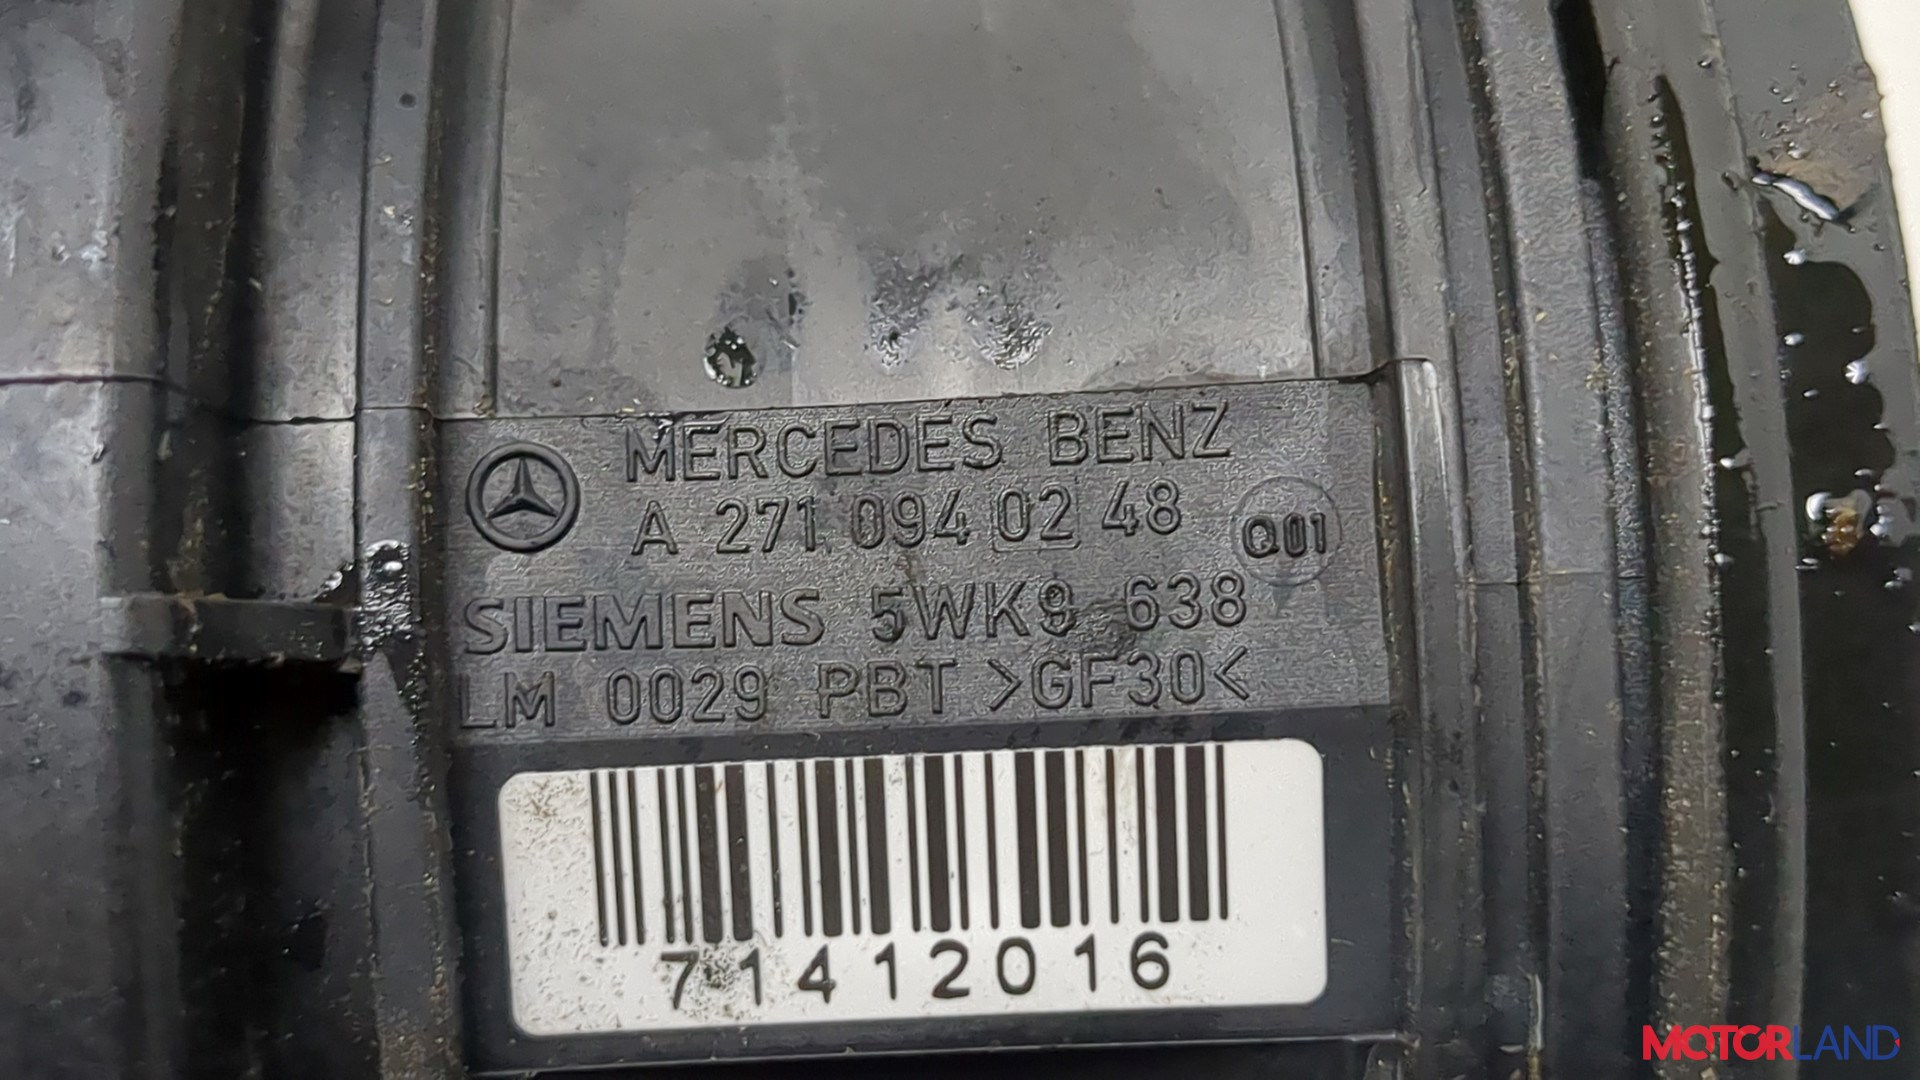 MERCEDES BENZ
A 271 094 02 48
Q01
SIEMENS 5WK9 638
LM 0029 PBT >GF30<
71412016
MOTORLAND